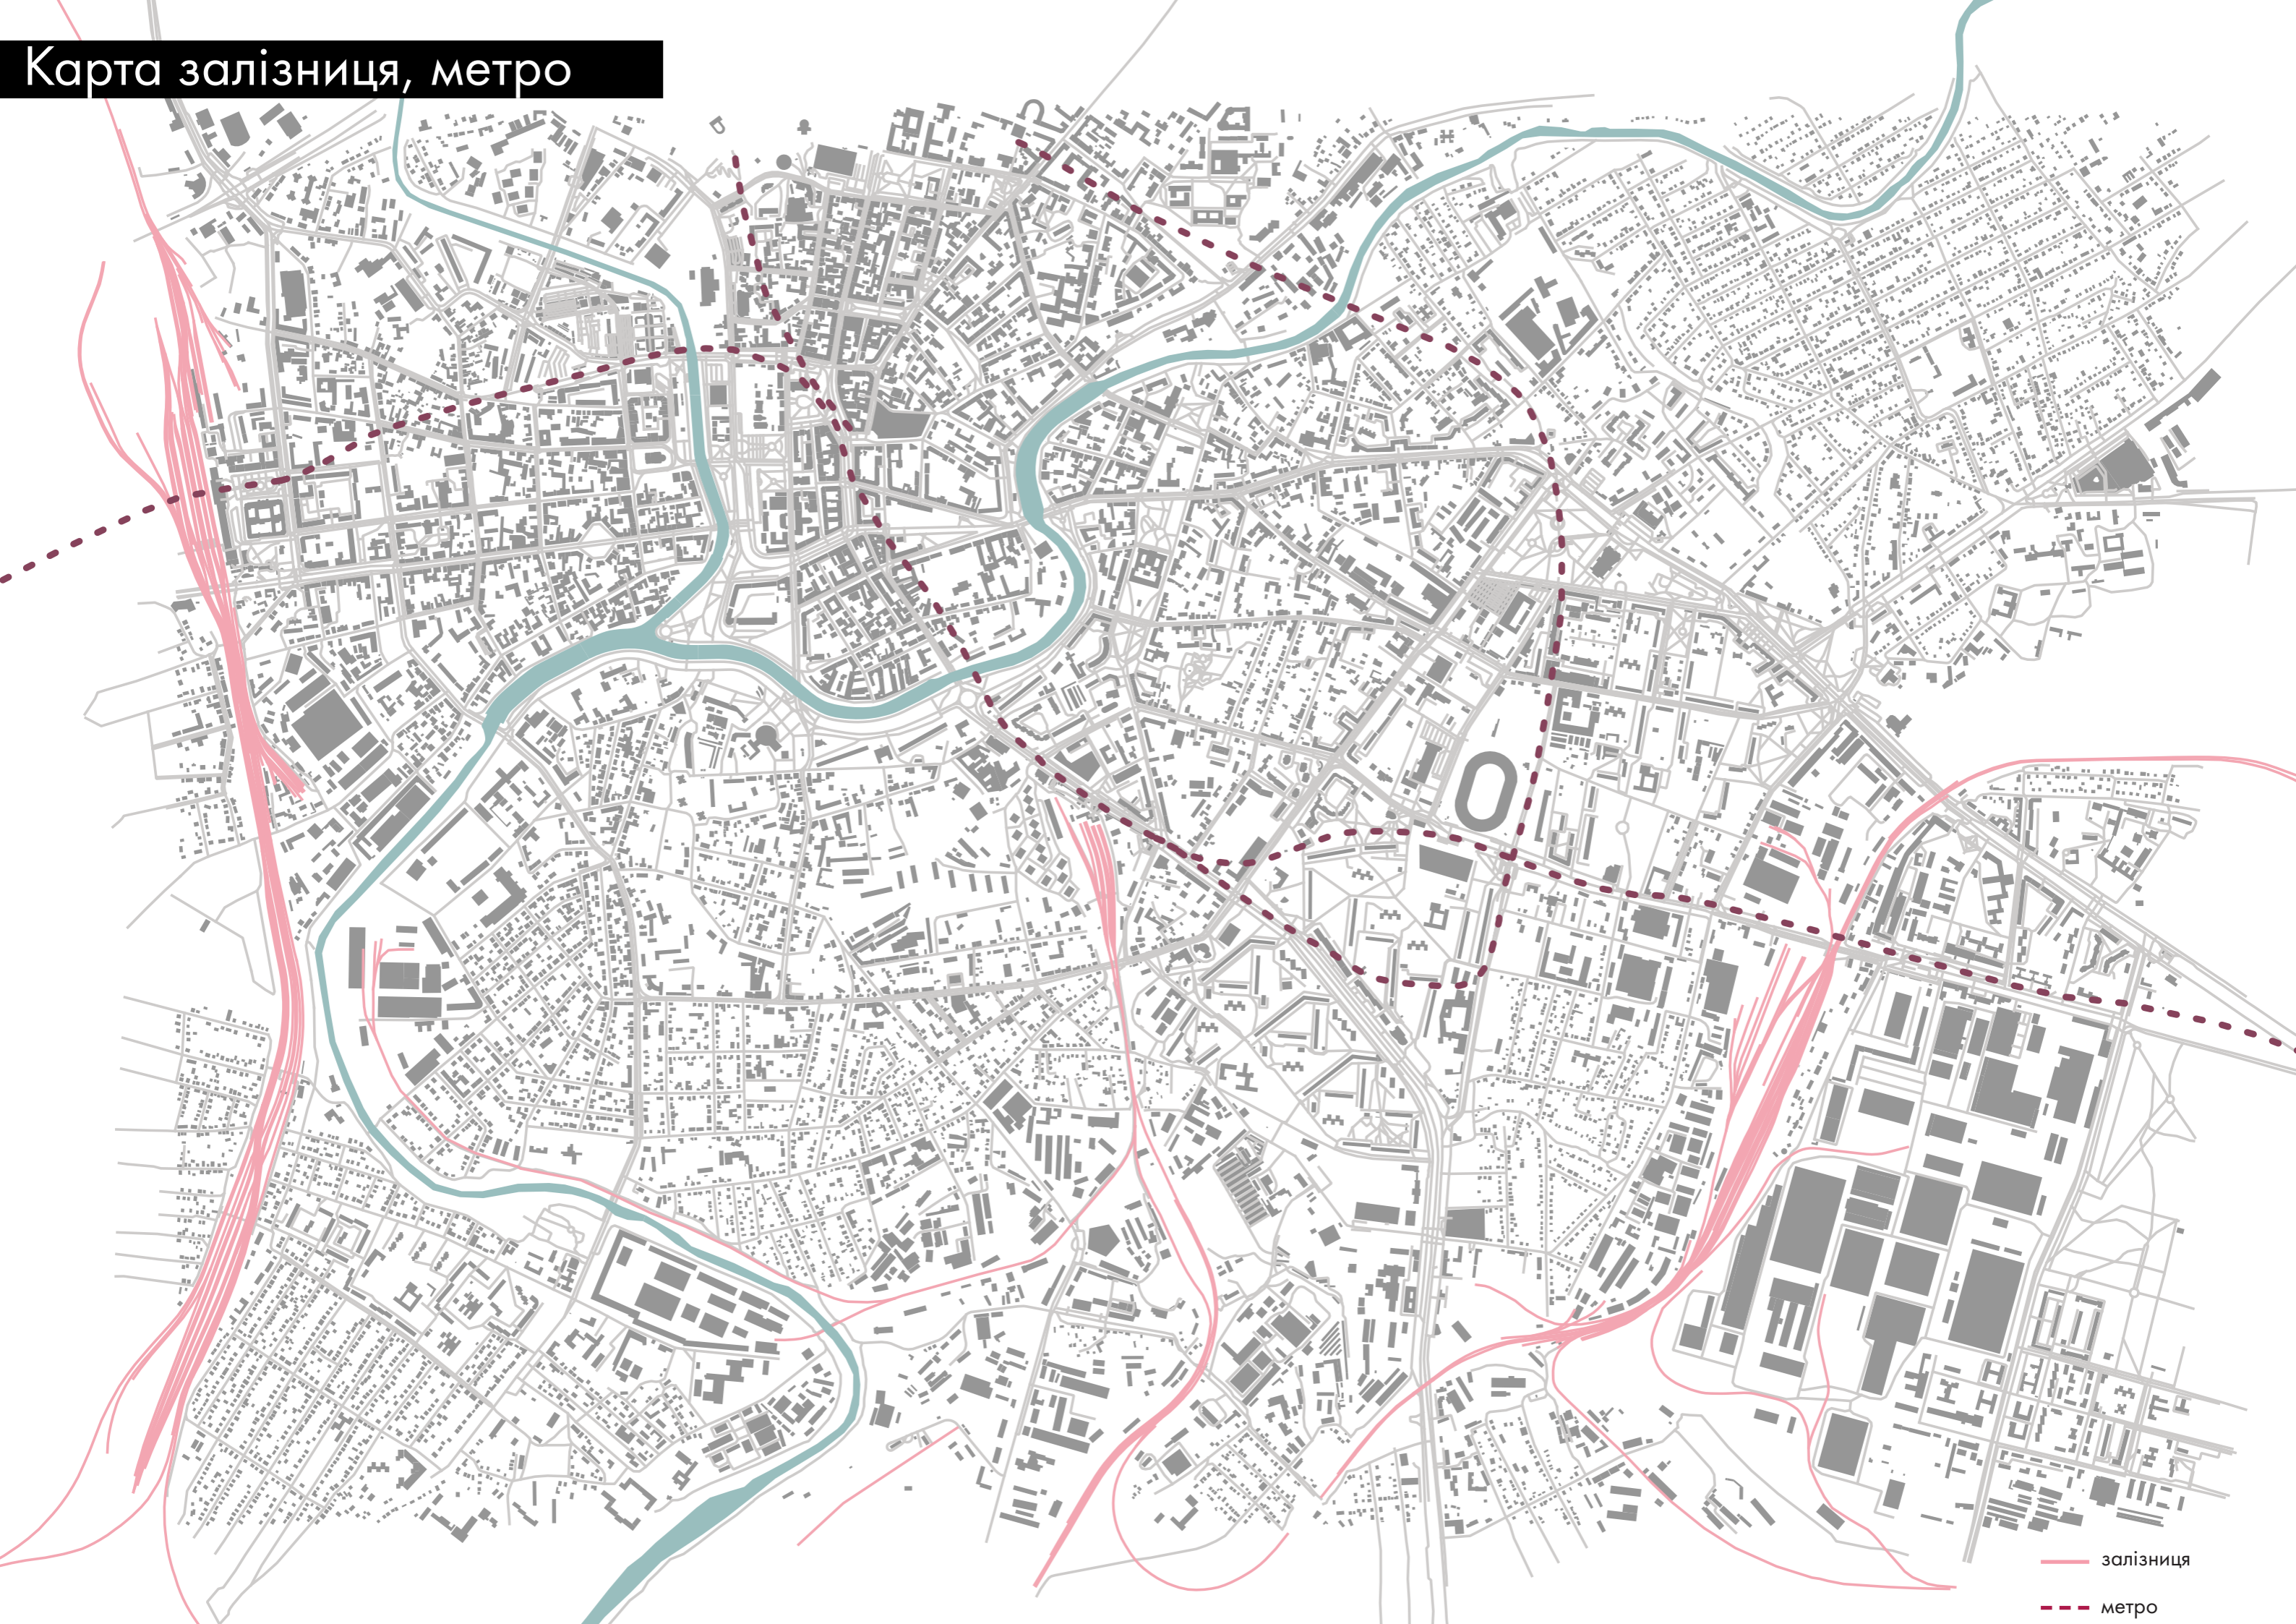 Карта залізниця, метро
залізниця
метро